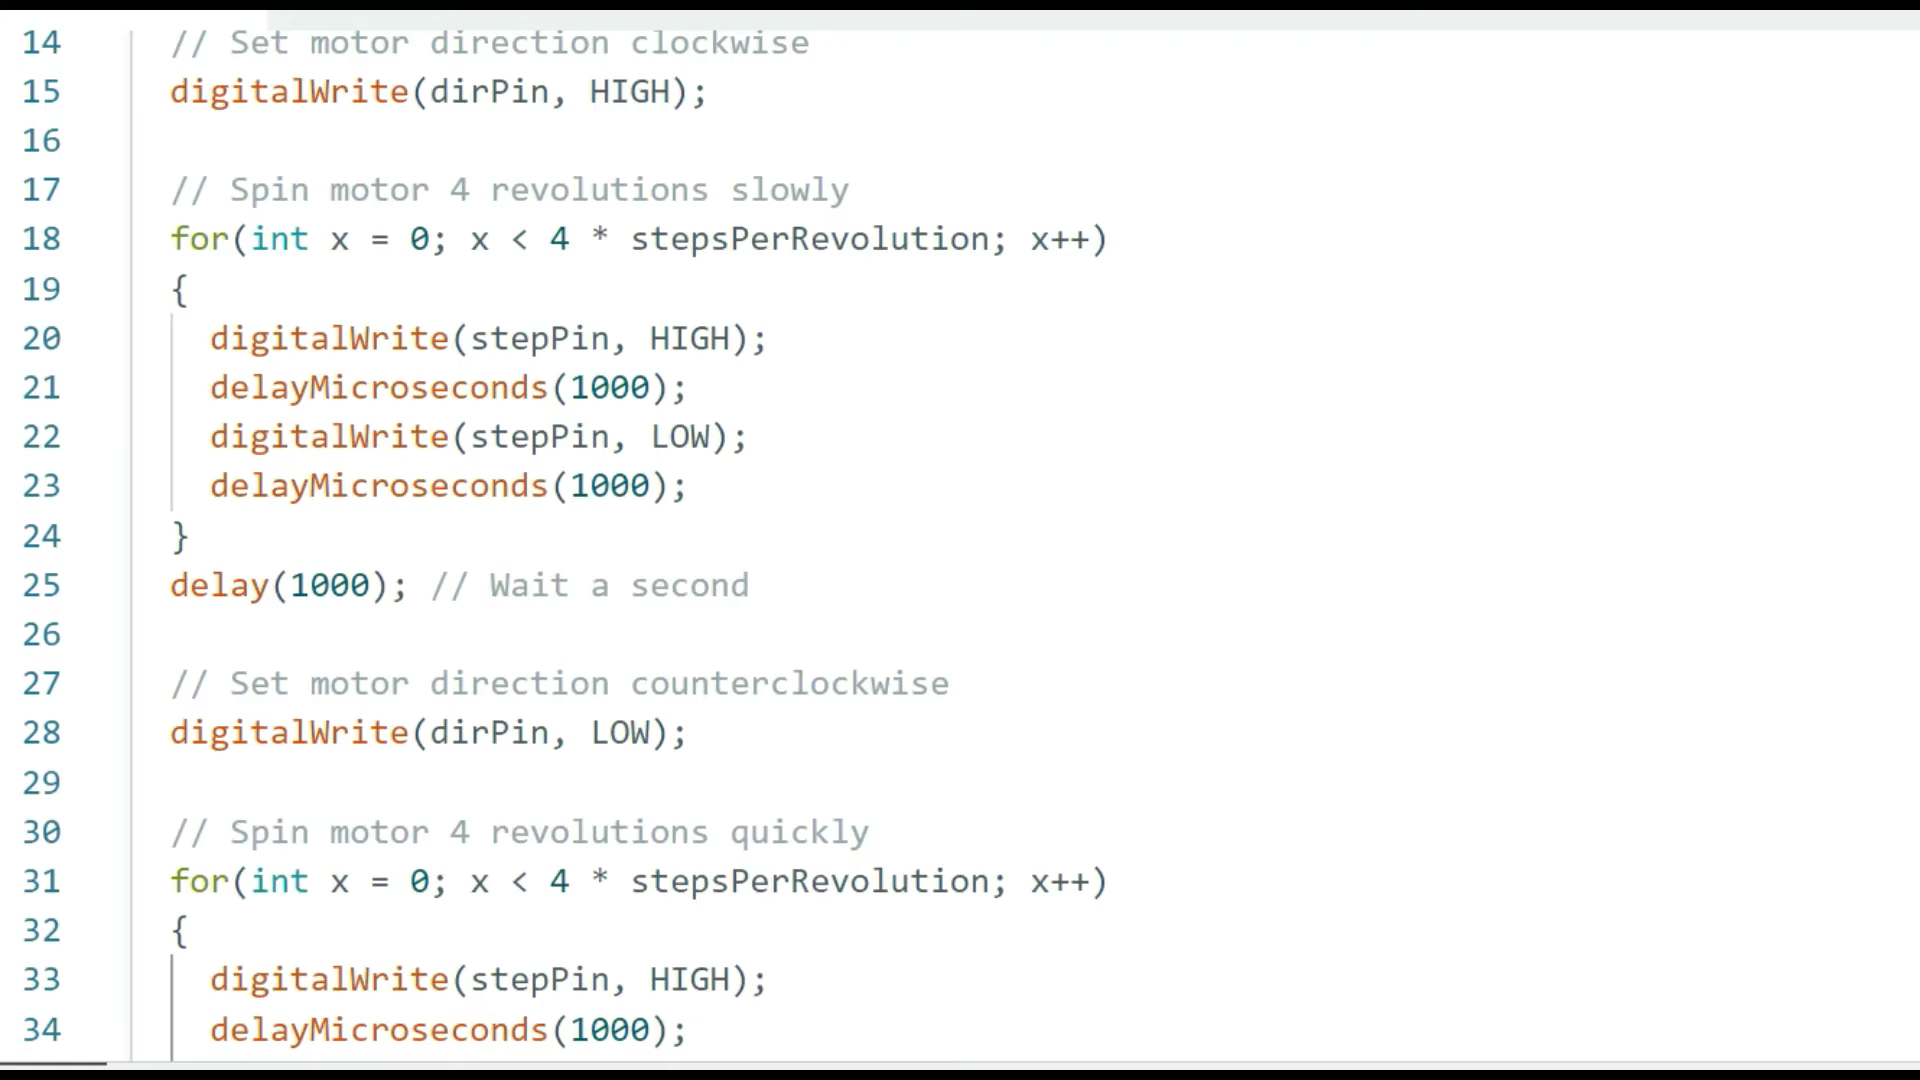 14 // Set motor direction clockwise
15 digitalWrite(dirPin, HIGH);
16
17 // Spin motor 4 revolutions slowly
18 for(int x = 0; x < 4 * stepsPerRevolution; x++)
19 {
20 digitalWrite(stepPin, HIGH);
21 delayMicroseconds(1000);
22 digitalWrite(stepPin, LOW);
23 delayMicroseconds(1000);
24 }
25 delay(1000); // Wait a second
26
27 // Set motor direction counterclockwise
28 digitalWrite(dirPin, LOW);
29
30 // Spin motor 4 revolutions quickly
31 for(int x = 0; x < 4 * stepsPerRevolution; x++)
32 {
33 digitalWrite(stepPin, HIGH);
34 delayMicroseconds(1000);